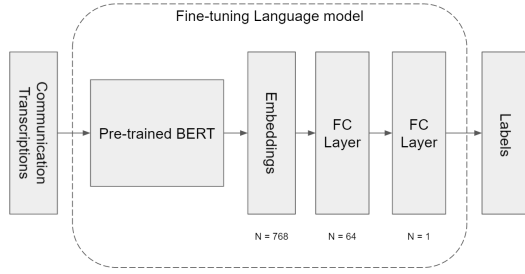 Fine-tuning Language model
Communication
Transcriptions
Pre-trained BERT
Embeddings
FC
Layer
FC
Layer
Labels
N = 768
N = 64
N = 1